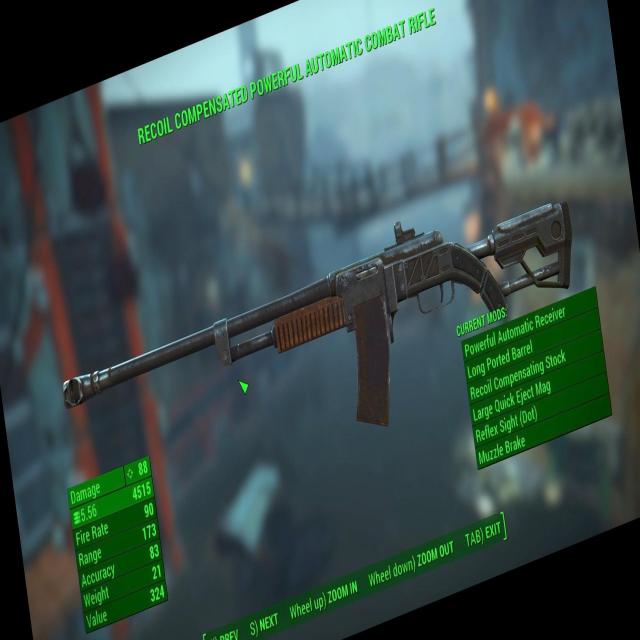 RECOIL COMPENSATED POWERFUL AUTOMATIC COMBAT RIFLE
CURRENT MODS:
Powerful Automatic Receiver
Long Ported Barrel
Recoil Compensating Stock
Large Quick Eject Mag
Reflex Sight (Dot)
Muzzle Brake
Damage 88
5.56 4515
Fire Rate 90
Range 173
Accuracy 83
Weight 21
Value 324
PREV S) NEXT Wheel up) ZOOM IN Wheel down) ZOOM OUT TAB) EXIT